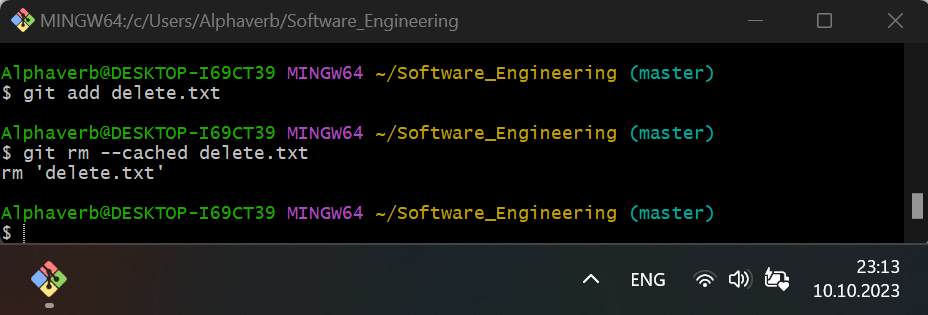 MINGW64:/c/Users/Alphaverb/Software_Engineering
Alphaverb@DESKTOP-I69CT39 MINGW64 ~/Software_Engineering (master)
$ git add delete.txt
Alphaverb@DESKTOP-I69CT39 MINGW64 ~/Software_Engineering (master)
$ git rm --cached delete.txt
rm 'delete.txt'
Alphaverb@DESKTOP-I69CT39 MINGW64 ~/Software_Engineering (master)
$
ENG
23:13
10.10.2023